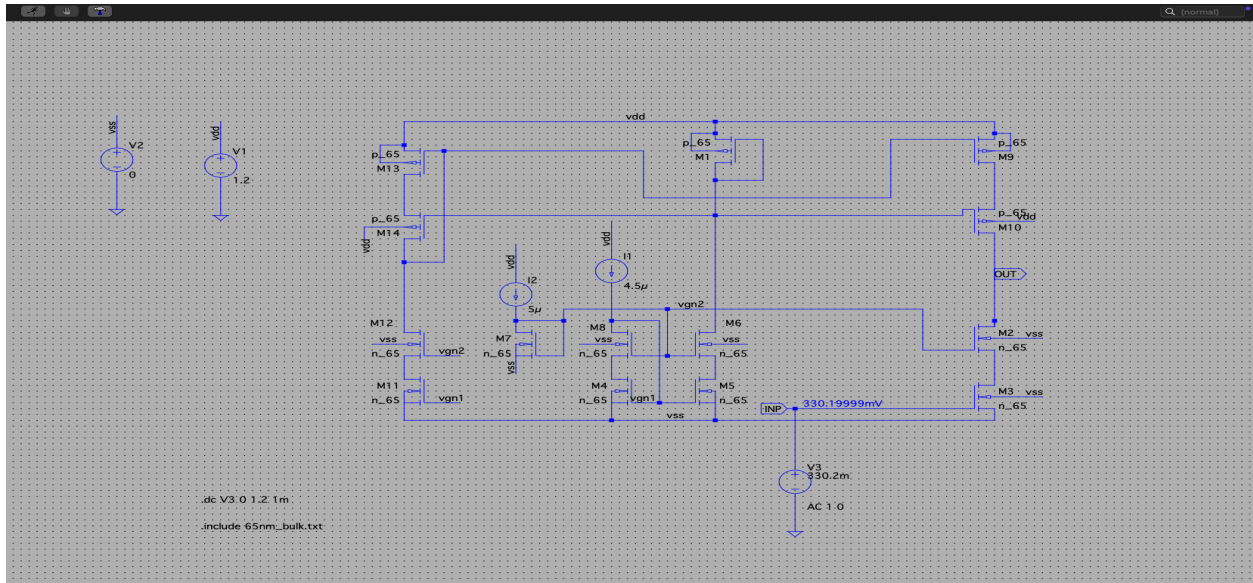 (normal)
vdd
vss
V2
0
vdd
V1
1.2
p_65
M13
p_65
M1
p_65
M9
p_65
M14
vdd
p_65
vdd
M10
vdd
I1
4.5µ
vdd
I2
5µ
OUT
vgn2
M12
vss
n_65
vgn2
M7
n_65
vss
M8
vss
n_65
M6
vss
n_65
M2
vss
n_65
M11
n_65
vgn1
M4
n_65
vgn1
M5
n_65
vss
M3
vss
n_65
INP
330.19999mV
V3
330.2m
AC 1 0
.dc V3 0 1.2 1m
.include 65nm_bulk.txt